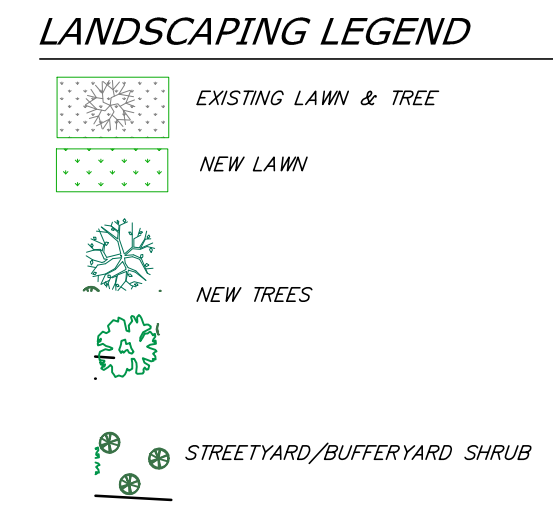 LANDSCAPING LEGEND
EXISTING LAWN & TREE
NEW LAWN
NEW TREES
STREETYARD/BUFFERYARD SHRUB